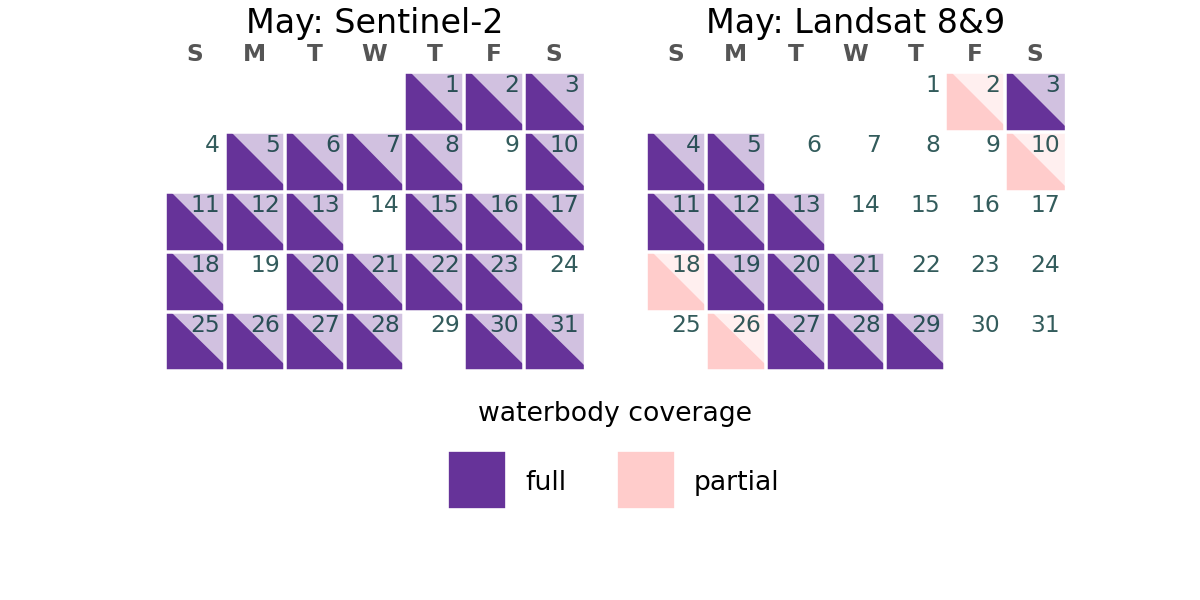 May: Sentinel-2
S M T W T F S
1 2 3
4 5 6 7 8 9 10
11 12 13 14 15 16 17
18 19 20 21 22 23 24
25 26 27 28 29 30 31
May: Landsat 8&9
S M T W T F S
1 2 3
4 5 6 7 8 9 10
11 12 13 14 15 16 17
18 19 20 21 22 23 24
25 26 27 28 29 30 31
waterbody coverage
full partial